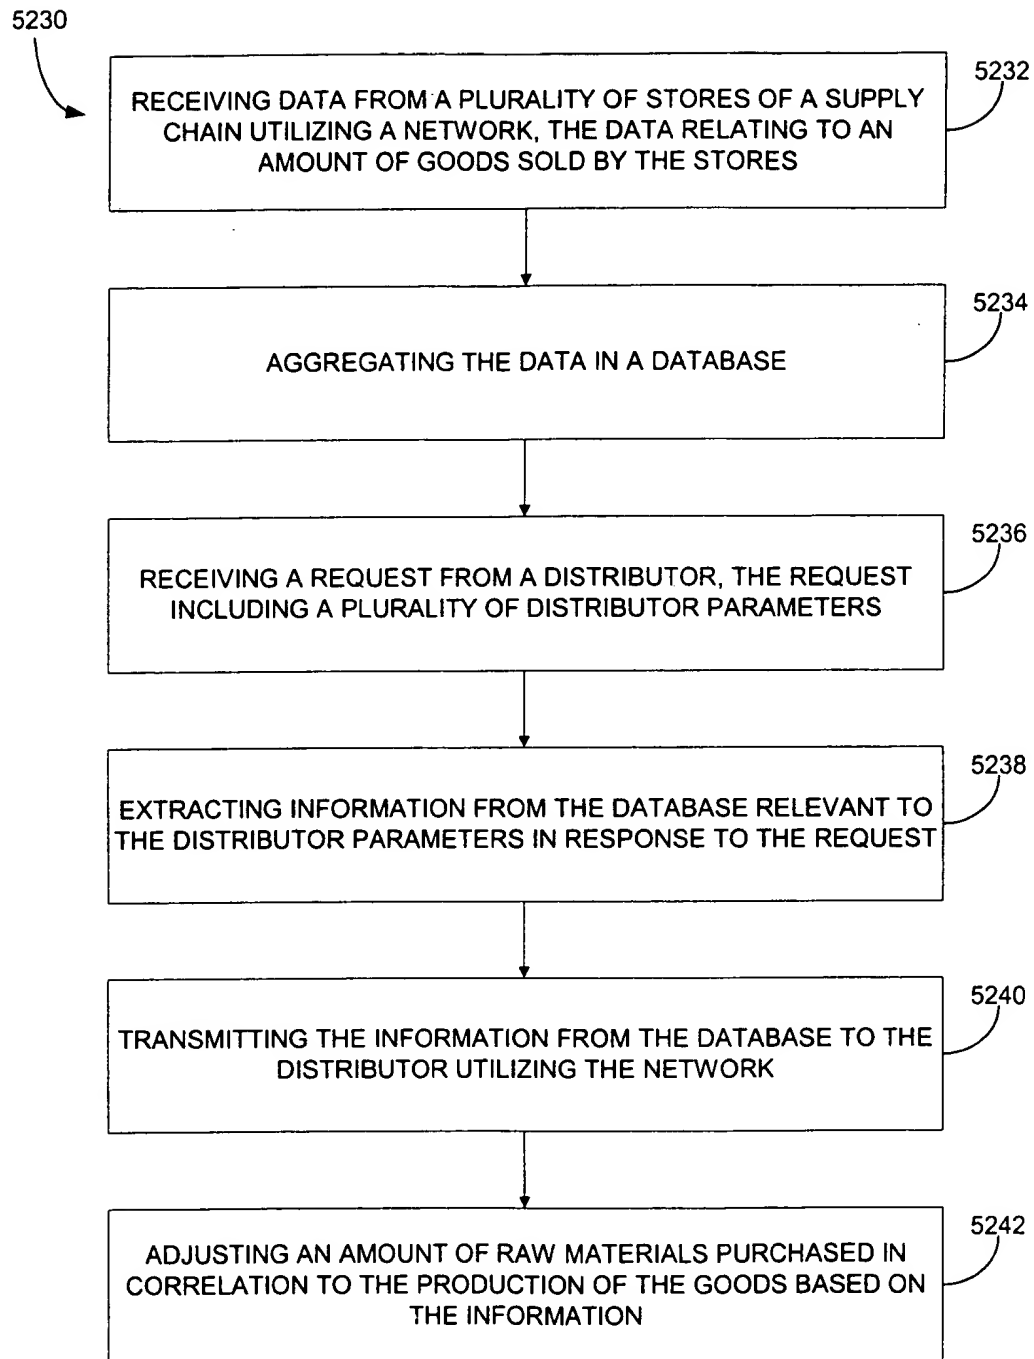 5230
5232
RECEIVING DATA FROM A PLURALITY OF STORES OF A SUPPLY
CHAIN UTILIZING A NETWORK, THE DATA RELATING TO AN
AMOUNT OF GOODS SOLD BY THE STORES
5234
AGGREGATING THE DATA IN A DATABASE
5236
RECEIVING A REQUEST FROM A DISTRIBUTOR, THE REQUEST
INCLUDING A PLURALITY OF DISTRIBUTOR PARAMETERS
5238
EXTRACTING INFORMATION FROM THE DATABASE RELEVANT TO
THE DISTRIBUTOR PARAMETERS IN RESPONSE TO THE REQUEST
5240
TRANSMITTING THE INFORMATION FROM THE DATABASE TO THE
DISTRIBUTOR UTILIZING THE NETWORK
5242
ADJUSTING AN AMOUNT OF RAW MATERIALS PURCHASED IN
CORRELATION TO THE PRODUCTION OF THE GOODS BASED ON
THE INFORMATION